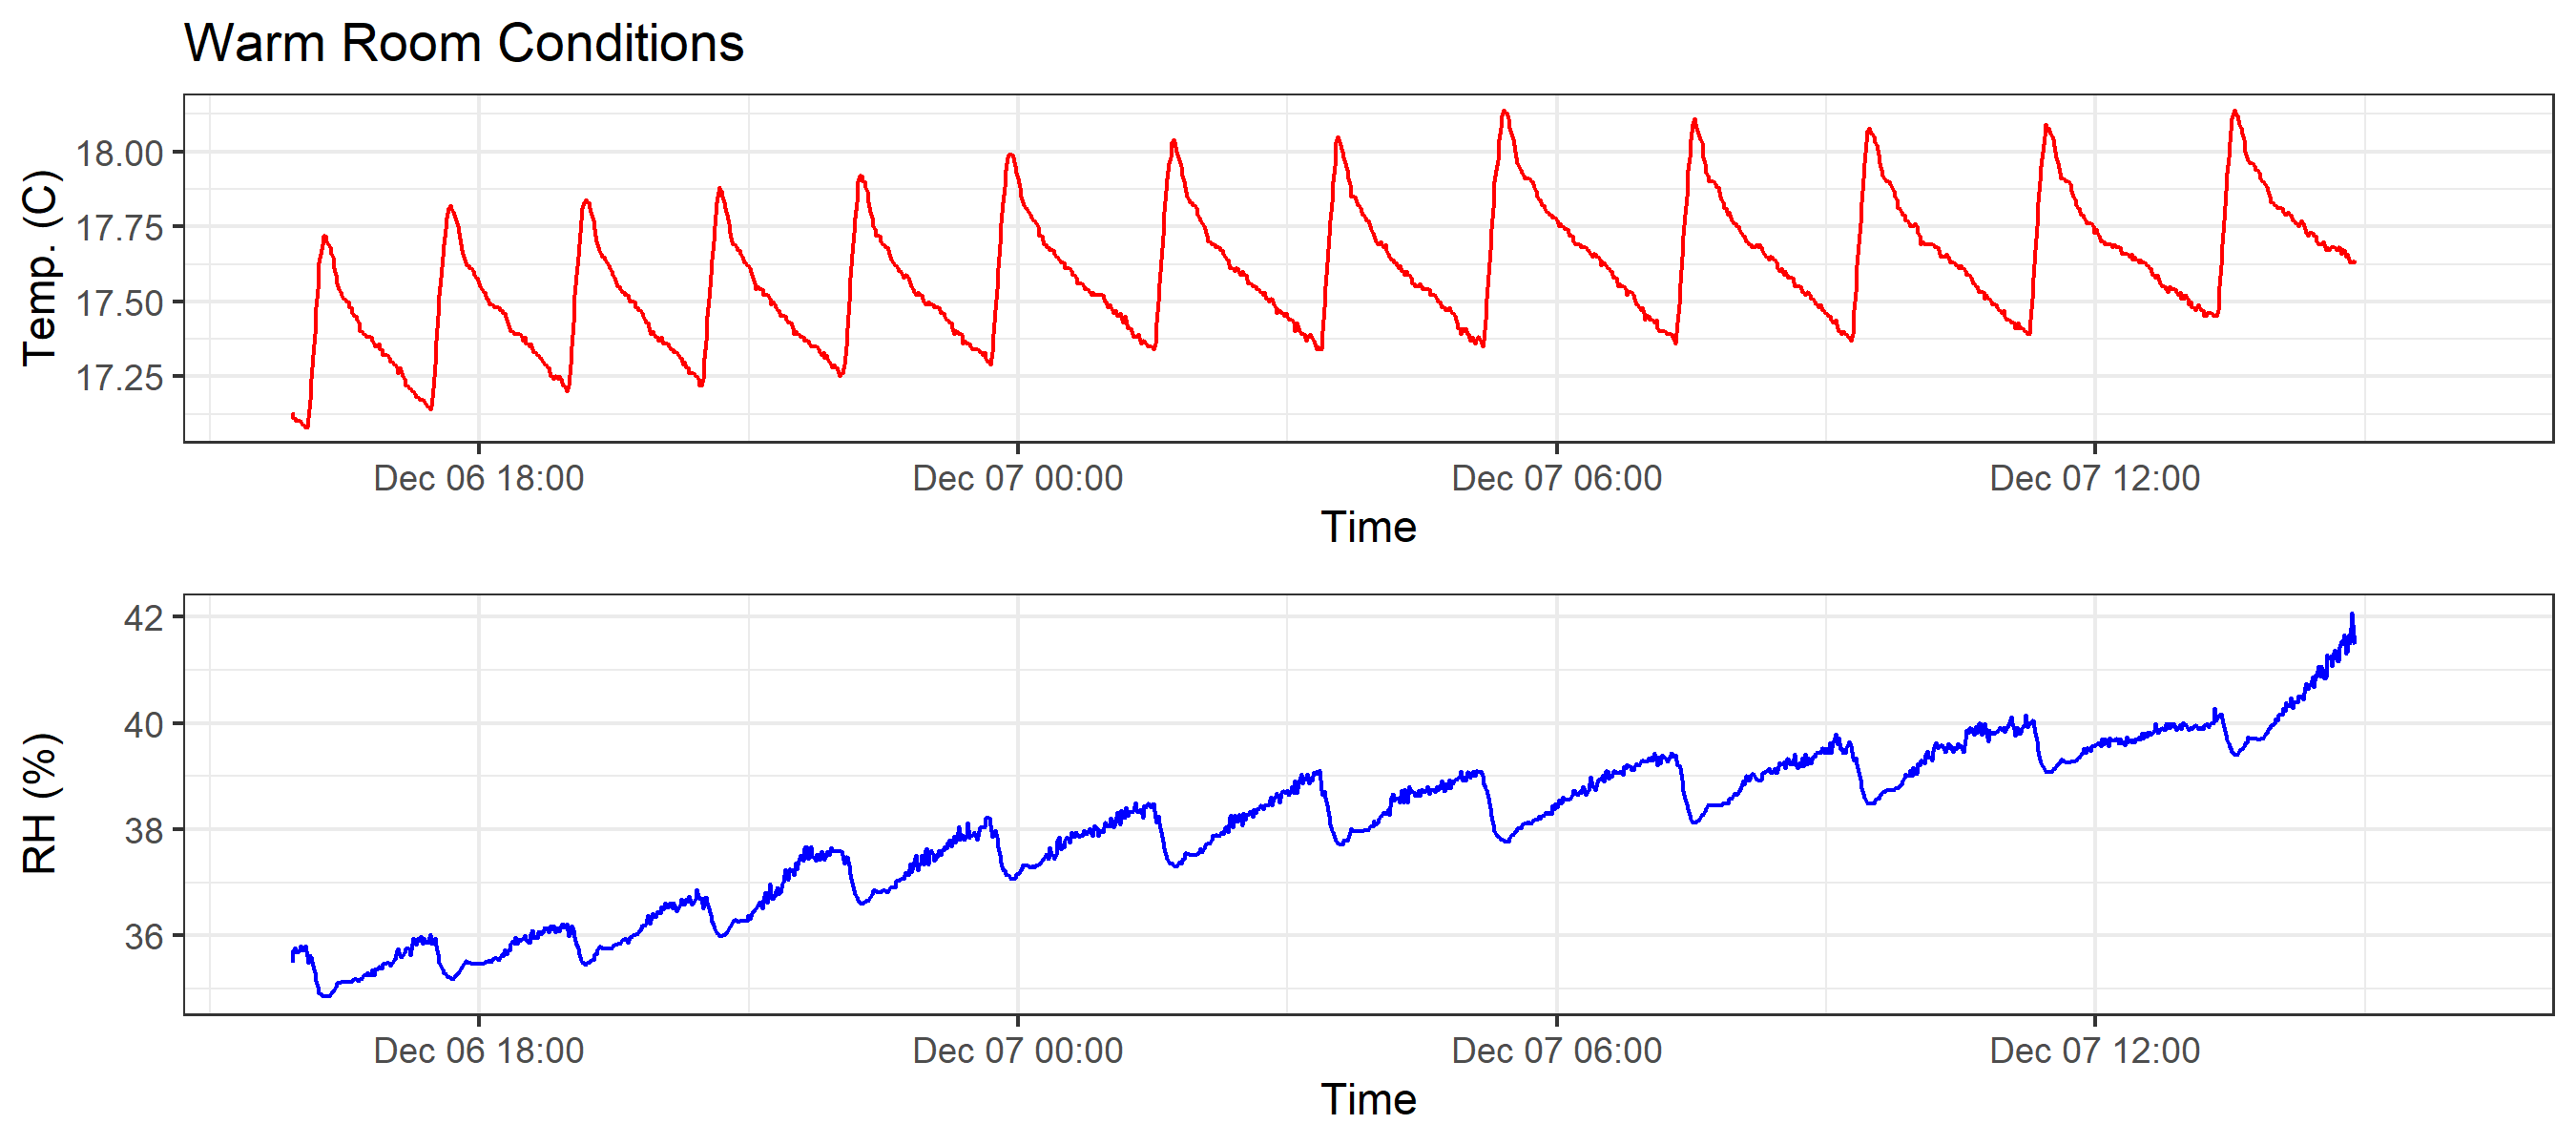 Warm Room Conditions
Temp. (C)
18.00
17.75
17.50
17.25
Dec 06 18:00 Dec 07 00:00 Dec 07 06:00 Dec 07 12:00
Time
RH (%)
42
40
38
36
Dec 06 18:00 Dec 07 00:00 Dec 07 06:00 Dec 07 12:00
Time